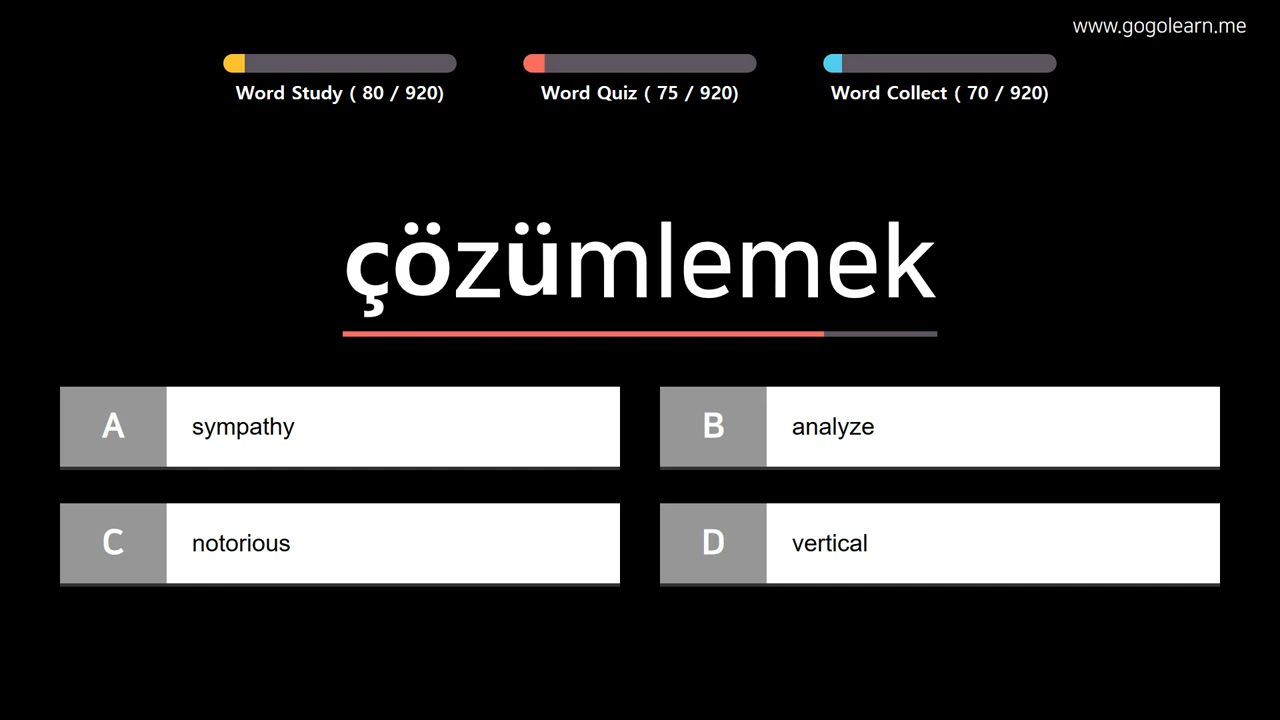 www.gogolearn.me
Word Study ( 80 / 920)
Word Quiz ( 75 / 920)
Word Collect ( 70 / 920)
çözümlemek
A sympathy
B analyze
C notorious
D vertical